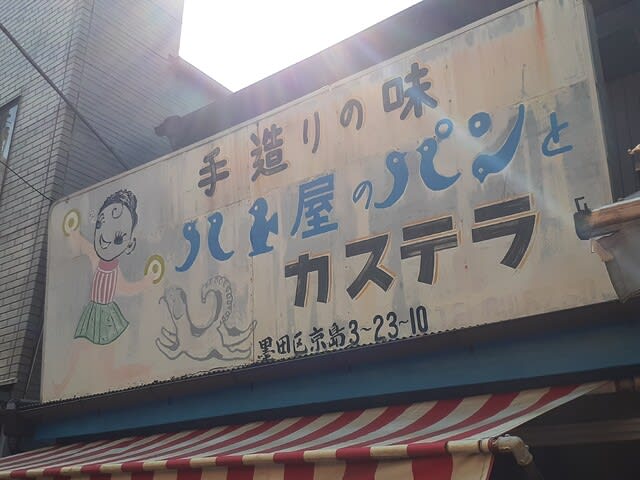 手造りの味
ハト屋のパンと
カステラ
墨田区京島3~23~10